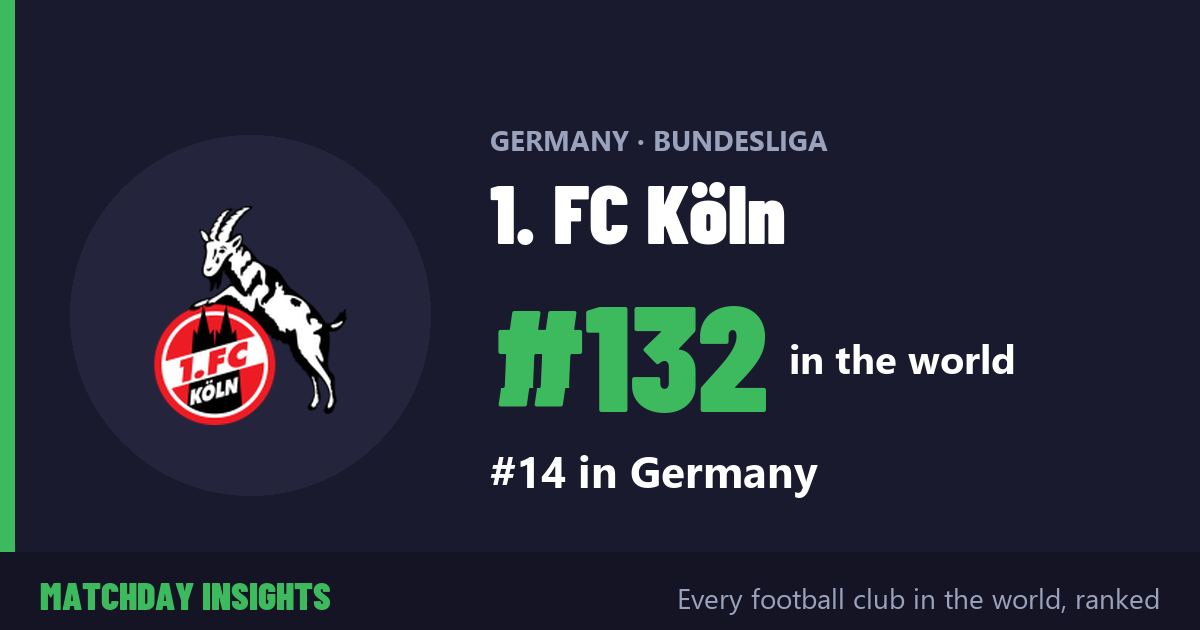 GERMANY · BUNDESLIGA
1. FC Köln
#132 in the world
#14 in Germany
1.FC
KÖLN
MATCHDAY INSIGHTS
Every football club in the world, ranked